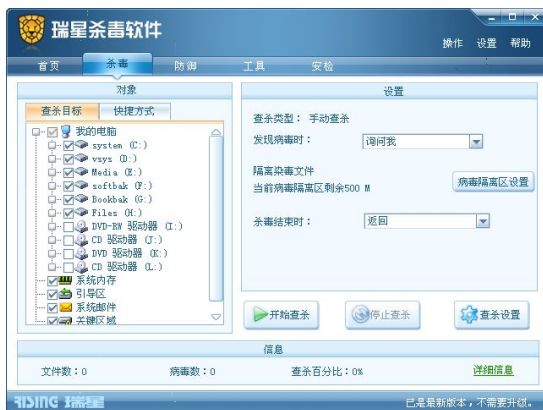 瑞星杀毒软件
操作 设置 帮助
首页 杀毒 防御 工具 安检
对象
查杀目标 快捷方式
我的电脑
system (C:)
vsys (D:)
Media (E:)
softbak (F:)
Bookbak (G:)
Files (H:)
DVD-RW 驱动器 (I:)
CD 驱动器 (J:)
DVD 驱动器 (K:)
CD 驱动器 (L:)
系统内存
引导区
系统邮件
关键区域
设置
查杀类型: 手动查杀
发现病毒时: 询问我
隔离染毒文件
当前病毒隔离区剩余500 M
病毒隔离区设置
杀毒结束时: 返回
开始查杀 停止查杀 查杀设置
信息
文件数:0 病毒数:0 查杀百分比:0% 详细信息
RISING 瑞星
已是最新版本,不需要升级。